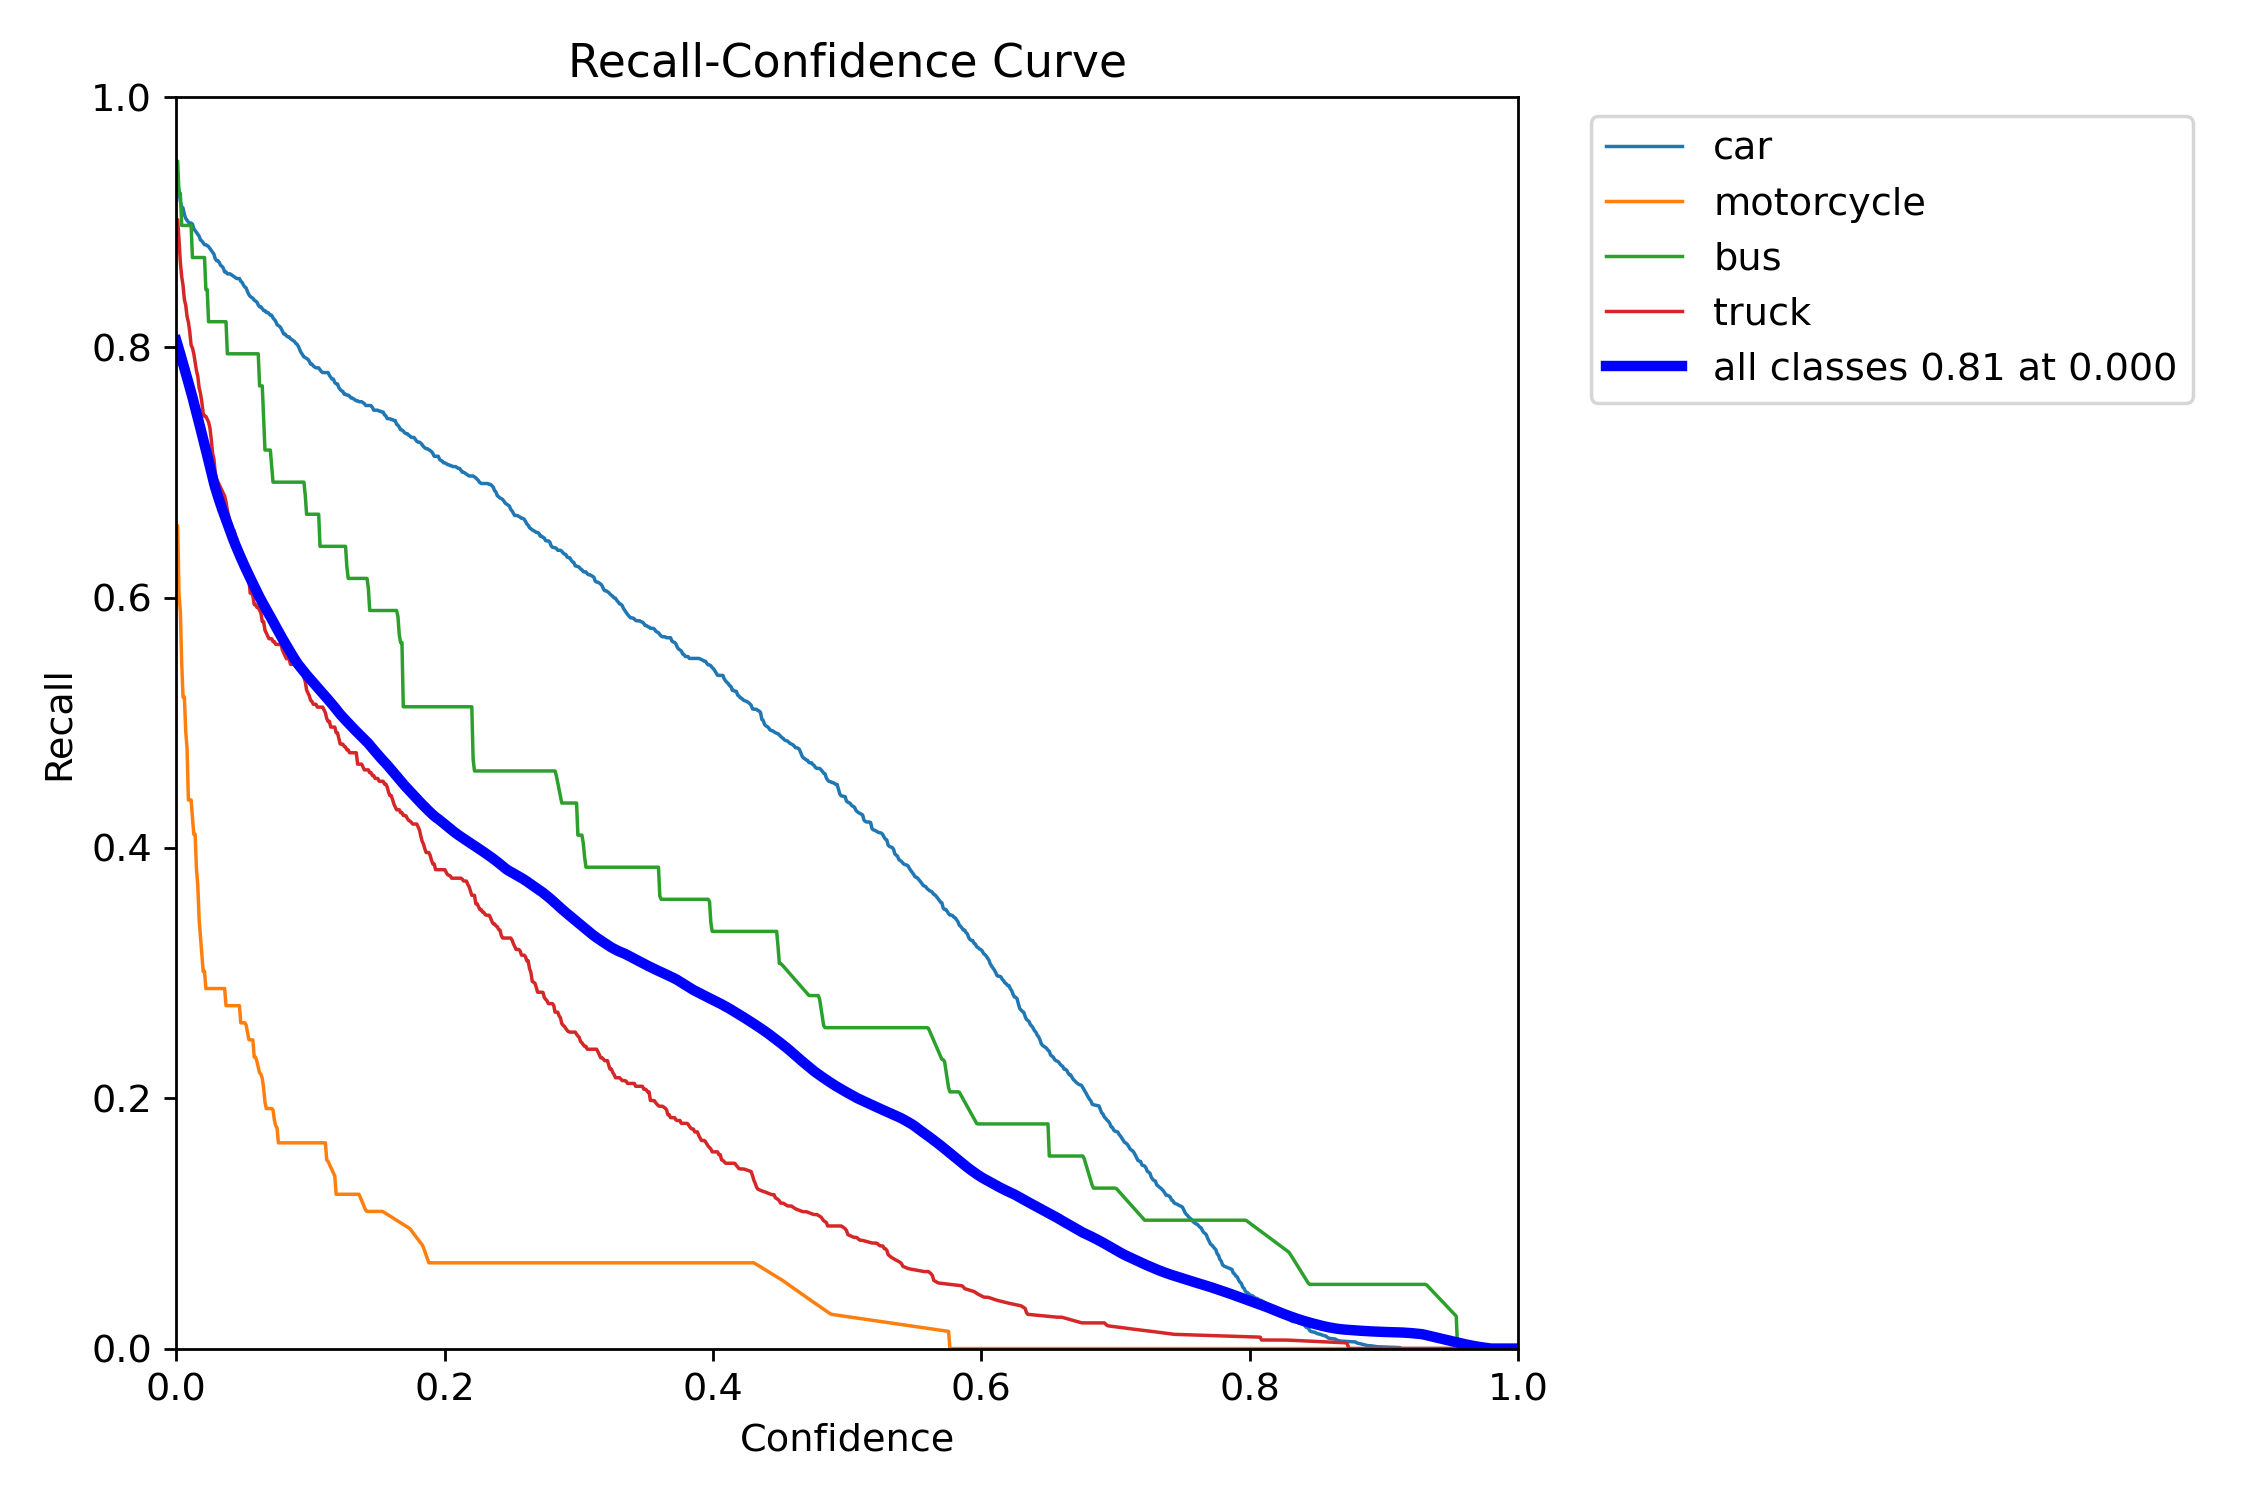 Recall-Confidence Curve
1.0
0.8
0.6
0.4
0.2
0.0
Recall
0.0 0.2 0.4 0.6 0.8 1.0
Confidence
car
motorcycle
bus
truck
all classes 0.81 at 0.000